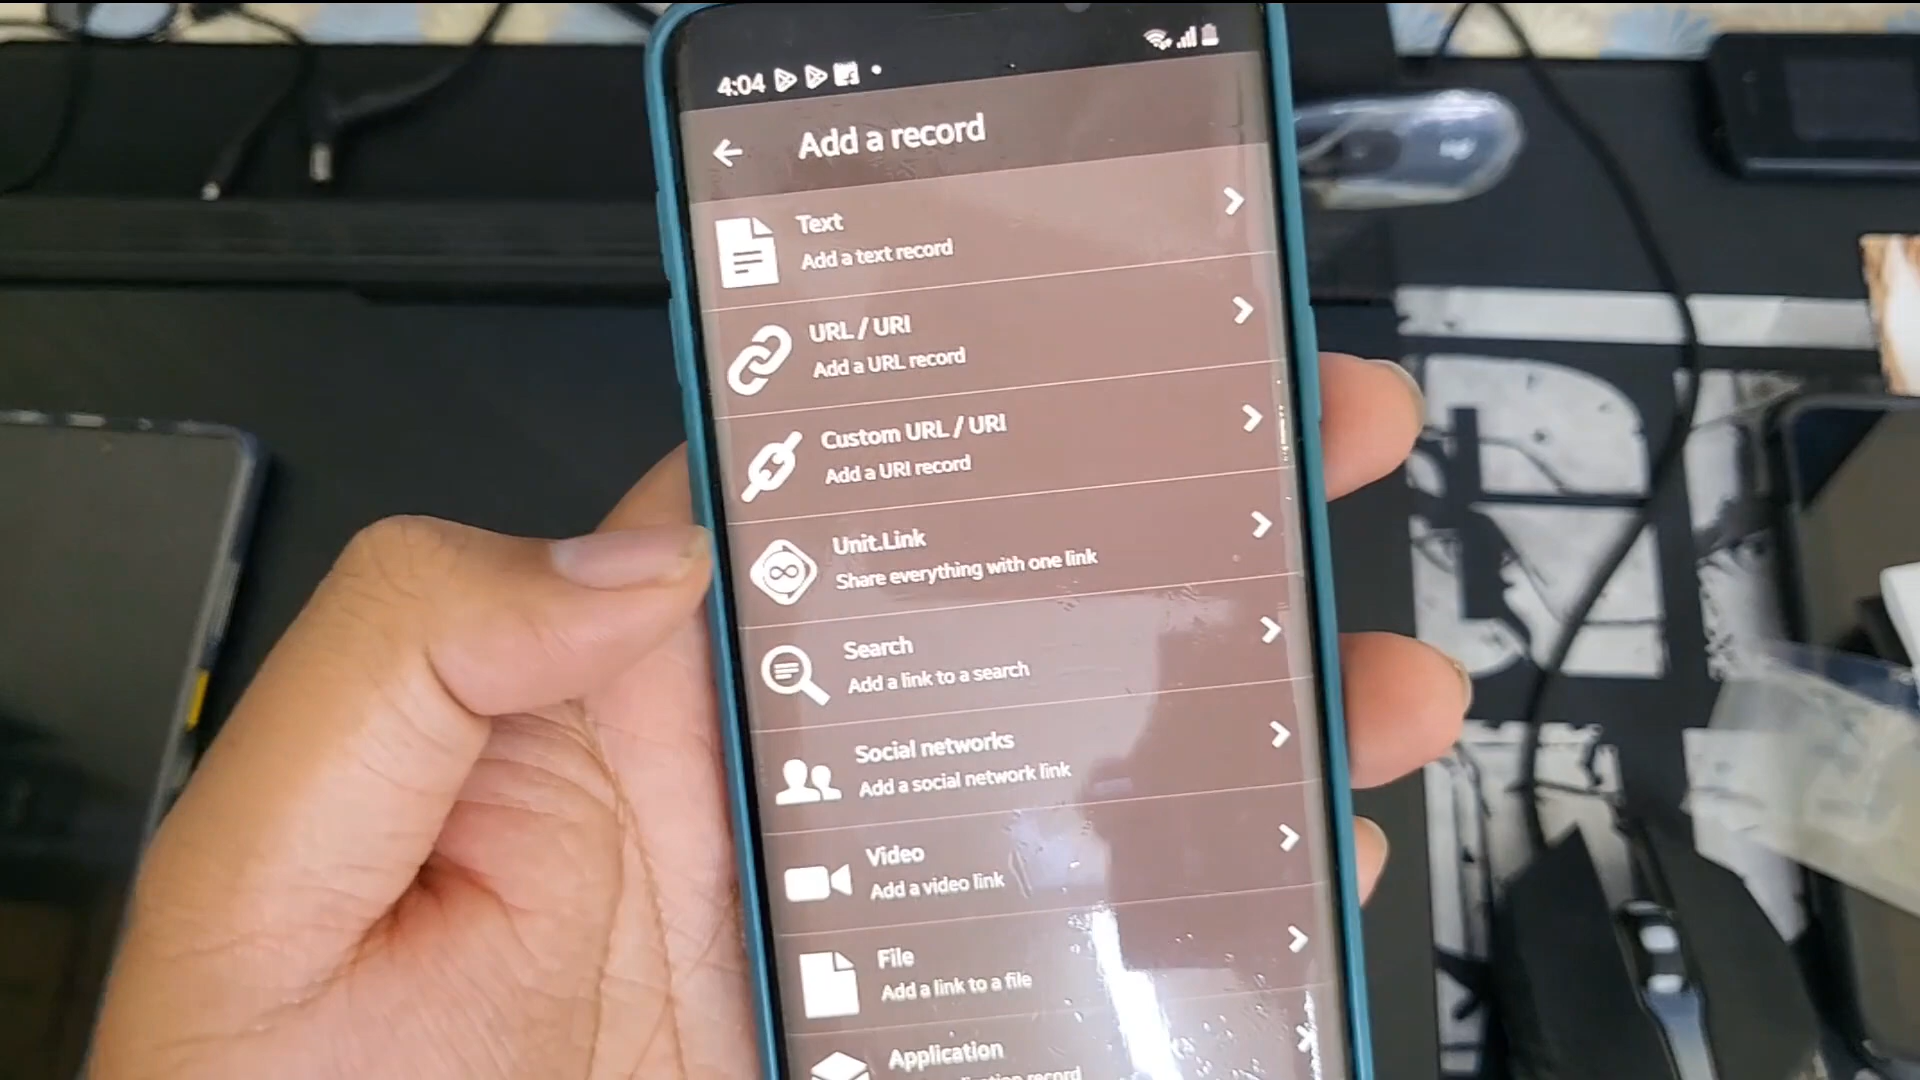 4:04
Add a record
Text
Add a text record
URL / URI
Add a URL record
Custom URL / URI
Add a URI record
Unit.Link
Share everything with one link
Search
Add a link to a search
Social networks
Add a social network link
Video
Add a video link
File
Add a link to a file
Application
record